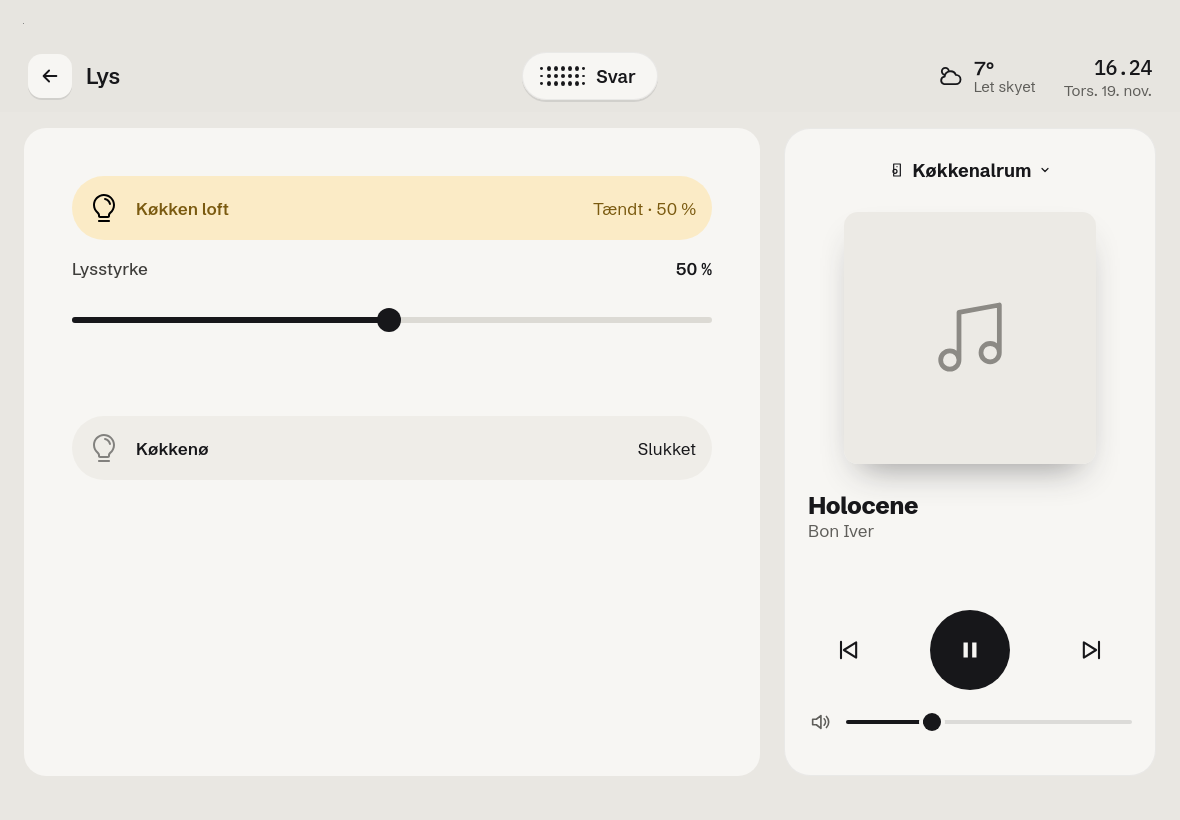 Lys
Svar
7°
Let skyet
16.24
Tors. 19. nov.
Køkken loft
Tændt · 50 %
Lysstyrke
50 %
Køkkenø
Slukket
Køkkenalrum
Holocene
Bon Iver